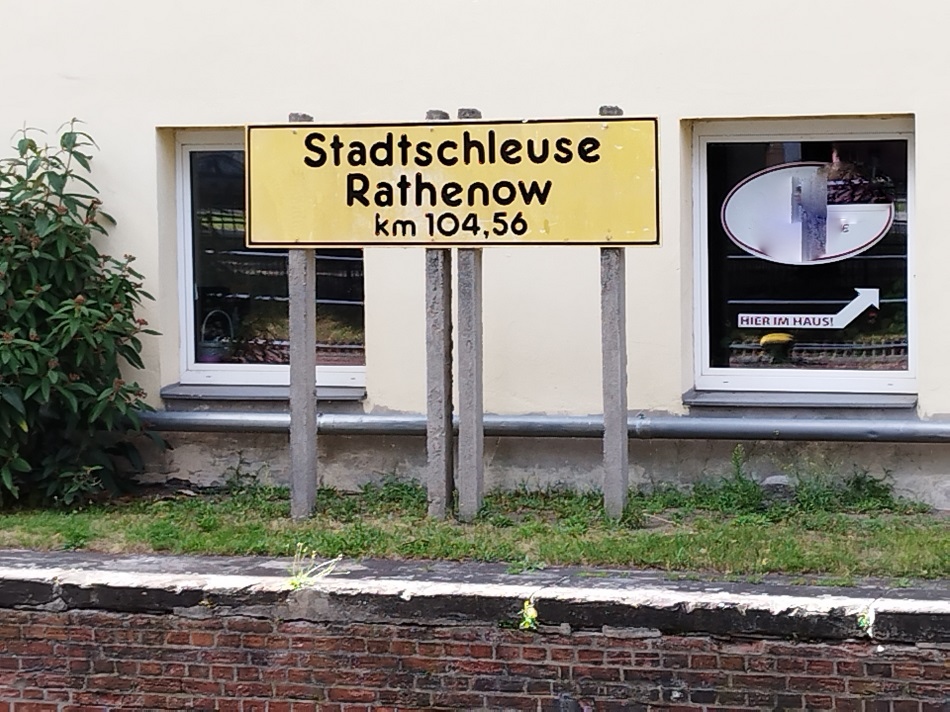 Stadtschleuse
Rathenow
km 104,56
HIER IM HAUS!